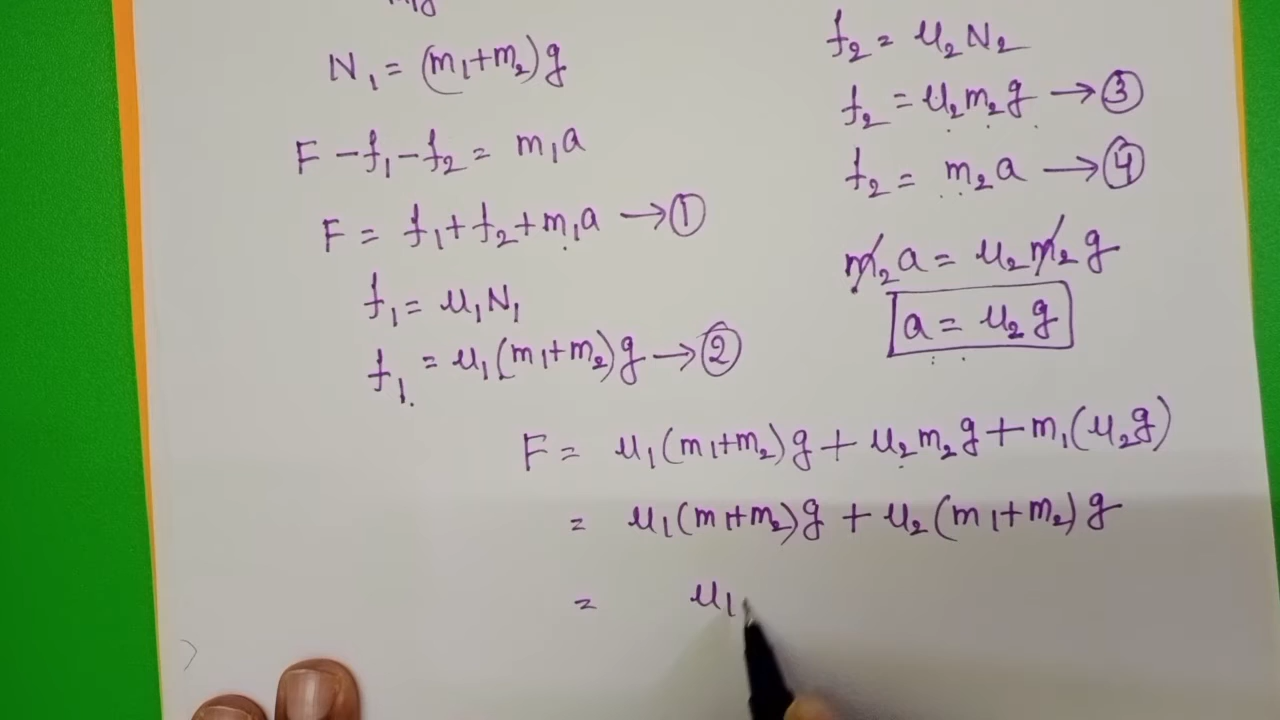 N₁ = (m₁+m₂)g
F - f₁ - f₂ = m₁a
F = f₁ + f₂ + m₁a → ①
f₁ = μ₁N₁
f₁ = μ₁(m₁+m₂)g → ②
f₂ = μ₂N₂
f₂ = μ₂m₂g → ③
f₂ = m₂a → ④
m₂a = μ₂m₂g
a = μ₂g
F = μ₁(m₁+m₂)g + μ₂m₂g + m₁(μ₂g)
= μ₁(m₁+m₂)g + μ₂(m₁+m₂)g
= μ₁